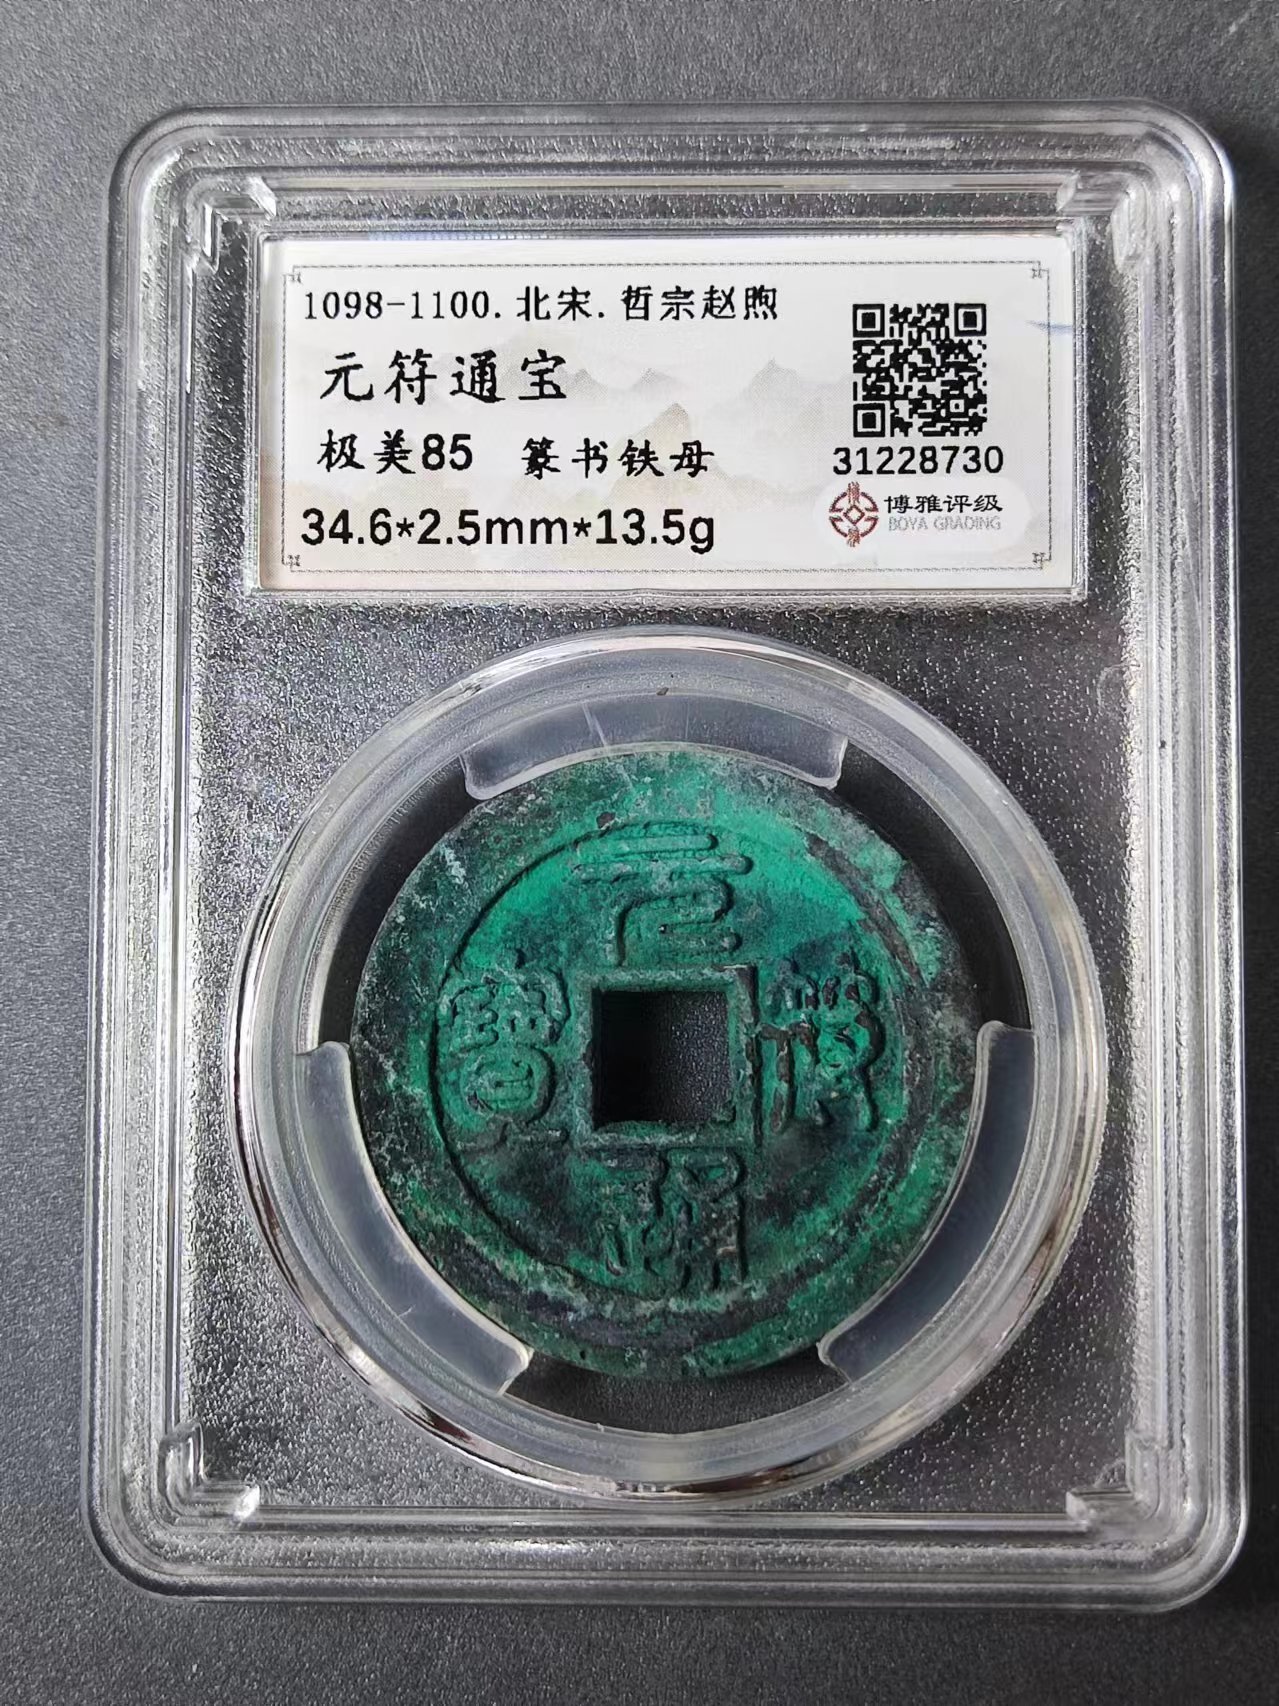 1098-1100.北宋.哲宗赵煦
元符通宝
极美85 篆书铁母
34.6*2.5mm*13.5g
31228730
博雅评级
BOYA GRADING
元符通寶